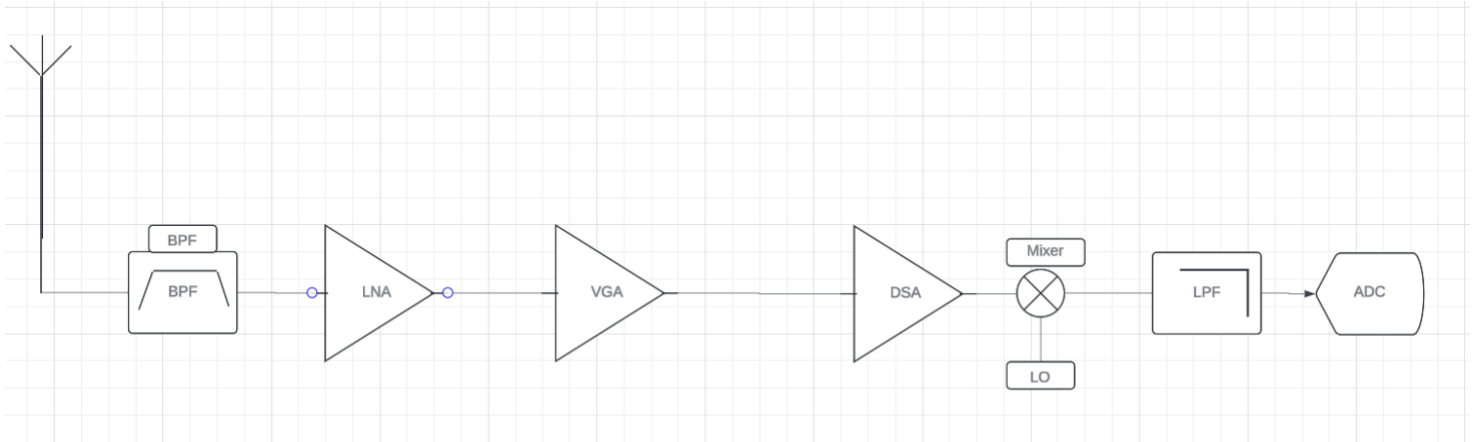 BPF
BPF
LNA
VGA
DSA
Mixer
LO
LPF
ADC